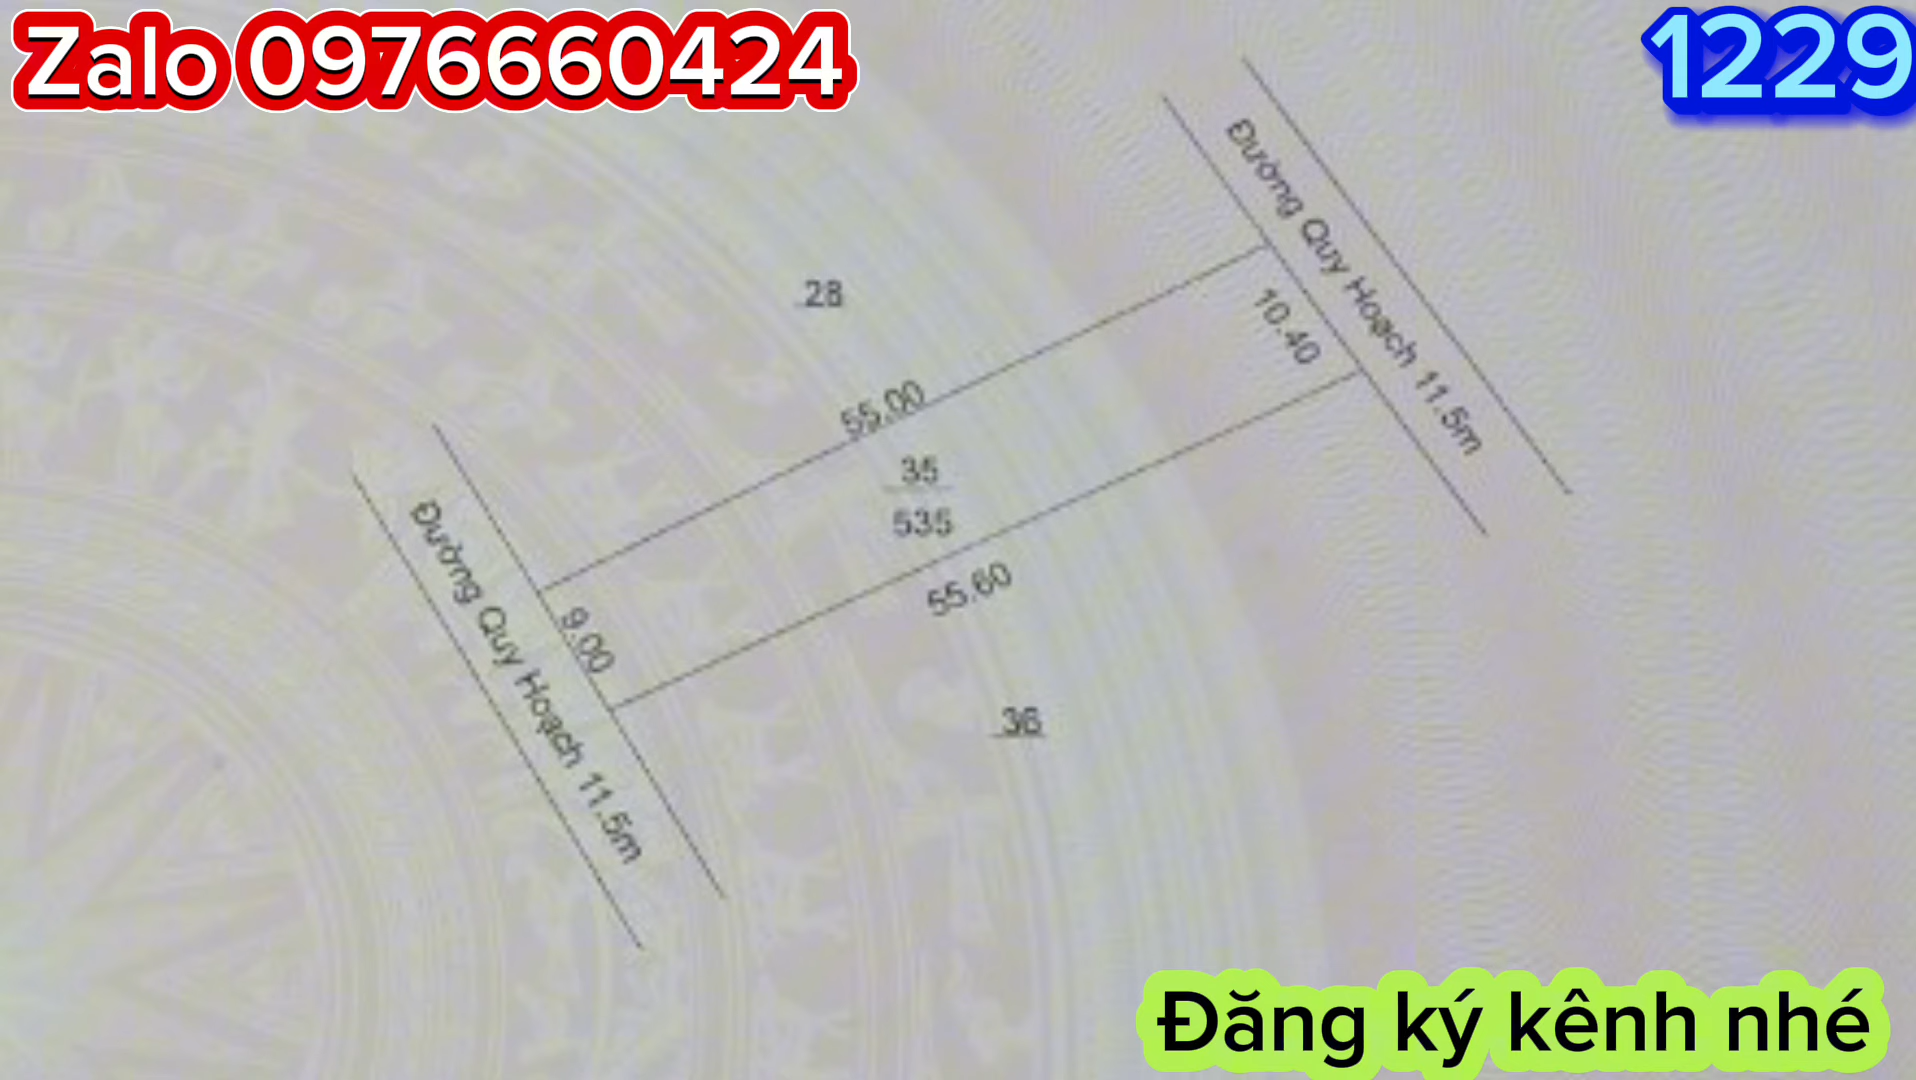 Zalo 0976660424
1229
Đường Quy Hoạch 11.5m
28
10.40
55.00
35
535
Đường Quy Hoạch 11.5m
9.00
55.60
36
Đăng ký kênh nhé